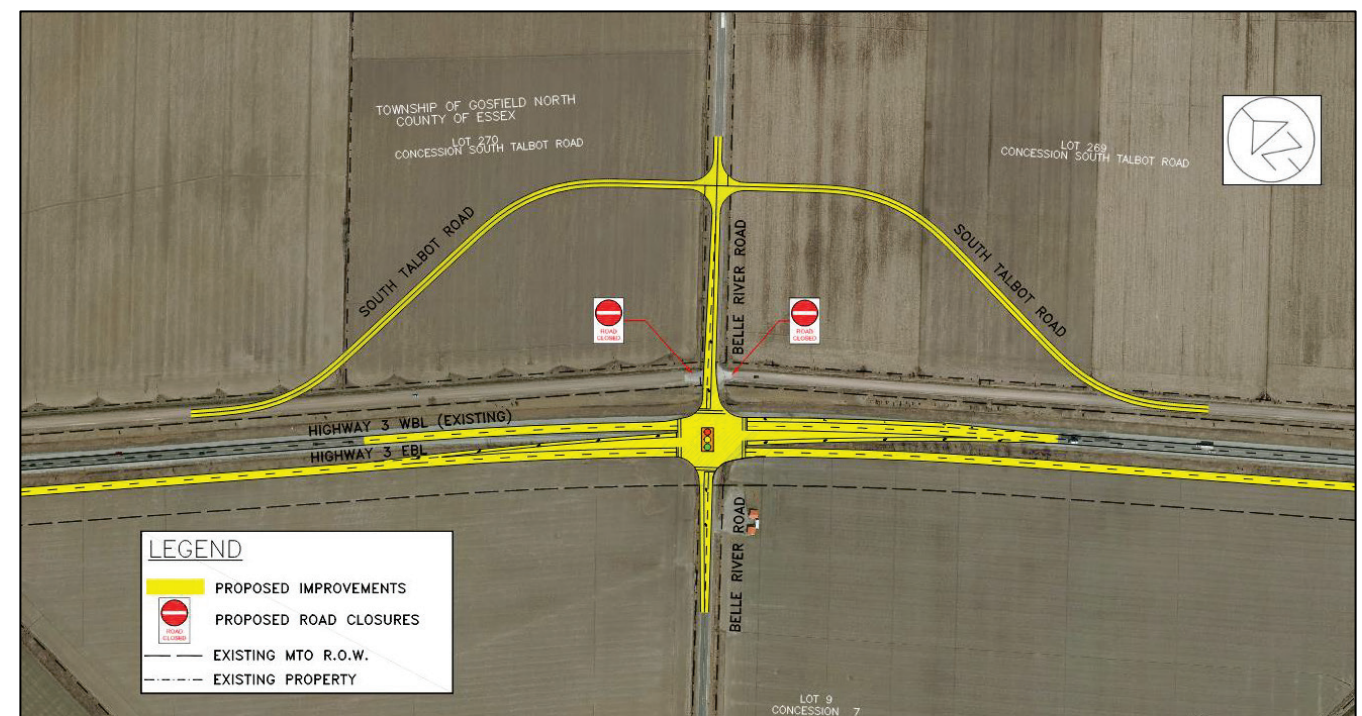 TOWNSHIP OF GOSFIELD NORTH
COUNTY OF ESSEX
LOT 270
CONCESSION SOUTH TALBOT ROAD
LOT 269
CONCESSION SOUTH TALBOT ROAD
N
SOUTH TALBOT ROAD
SOUTH TALBOT ROAD
BELLE RIVER ROAD
ROAD
CLOSED
ROAD
CLOSED
HIGHWAY 3 WBL (EXISTING)
HIGHWAY 3 EBL
BELLE RIVER ROAD
LEGEND
PROPOSED IMPROVEMENTS
ROAD
CLOSED
PROPOSED ROAD CLOSURES
EXISTING MTO R.O.W.
EXISTING PROPERTY
LOT 9
CONCESSION 7